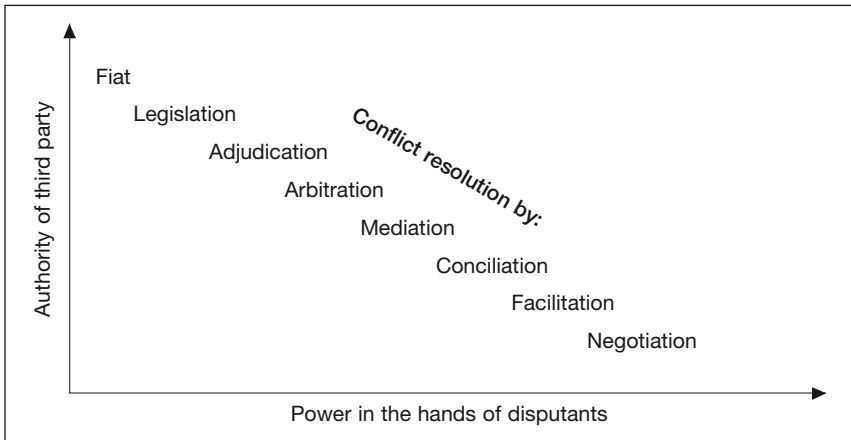 Authority of third party
Fiat
Legislation
Adjudication
Arbitration
Mediation
Conciliation
Facilitation
Negotiation
Conflict resolution by:
Power in the hands of disputants